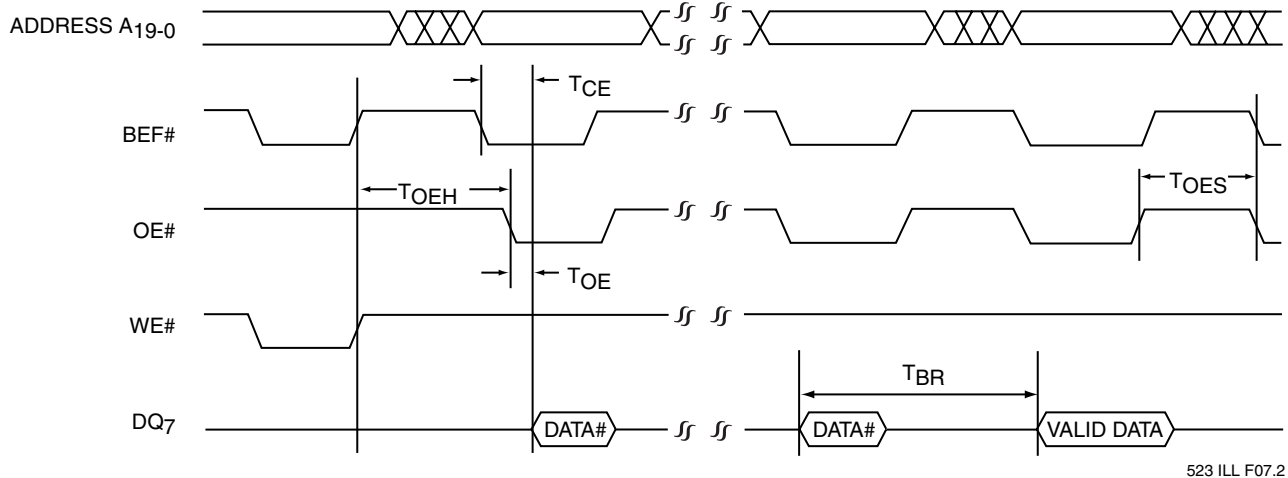 ADDRESS A19-0
TCE
BEF#
TOEH
TOES
OE#
TOE
WE#
TBR
DQ7
DATA#
DATA#
VALID DATA
523 ILL F07.2